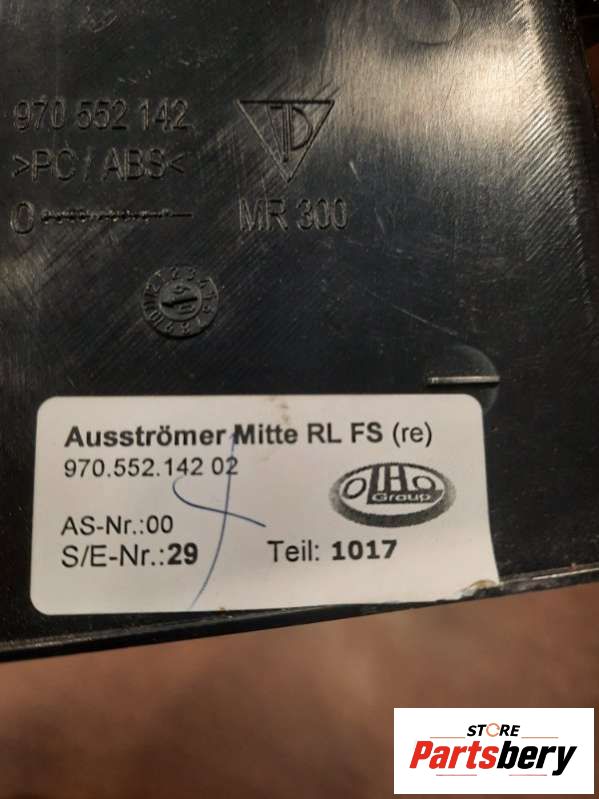 970 552 142
>PC/ABS<
MR 300
Ausströmer Mitte RL FS (re)
970.552.142 02
AS-Nr.:00
S/E-Nr.:29
Teil: 1017
Group
STORE
Partsbery